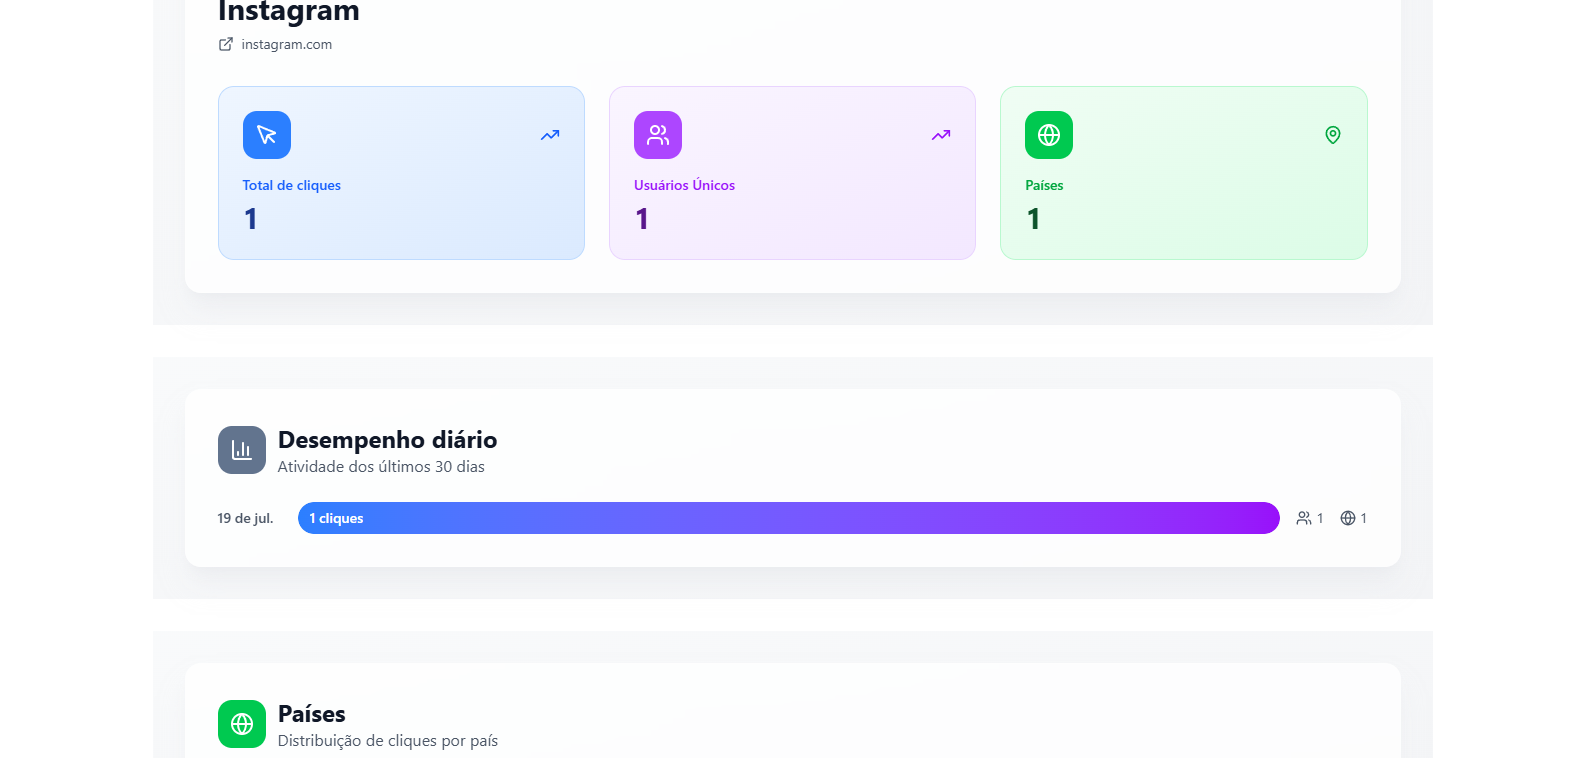 Instagram
instagram.com
Total de cliques
1
Usuários Únicos
1
Países
1
Desempenho diário
Atividade dos últimos 30 dias
19 de jul.
1 cliques
1
1
Países
Distribuição de cliques por país